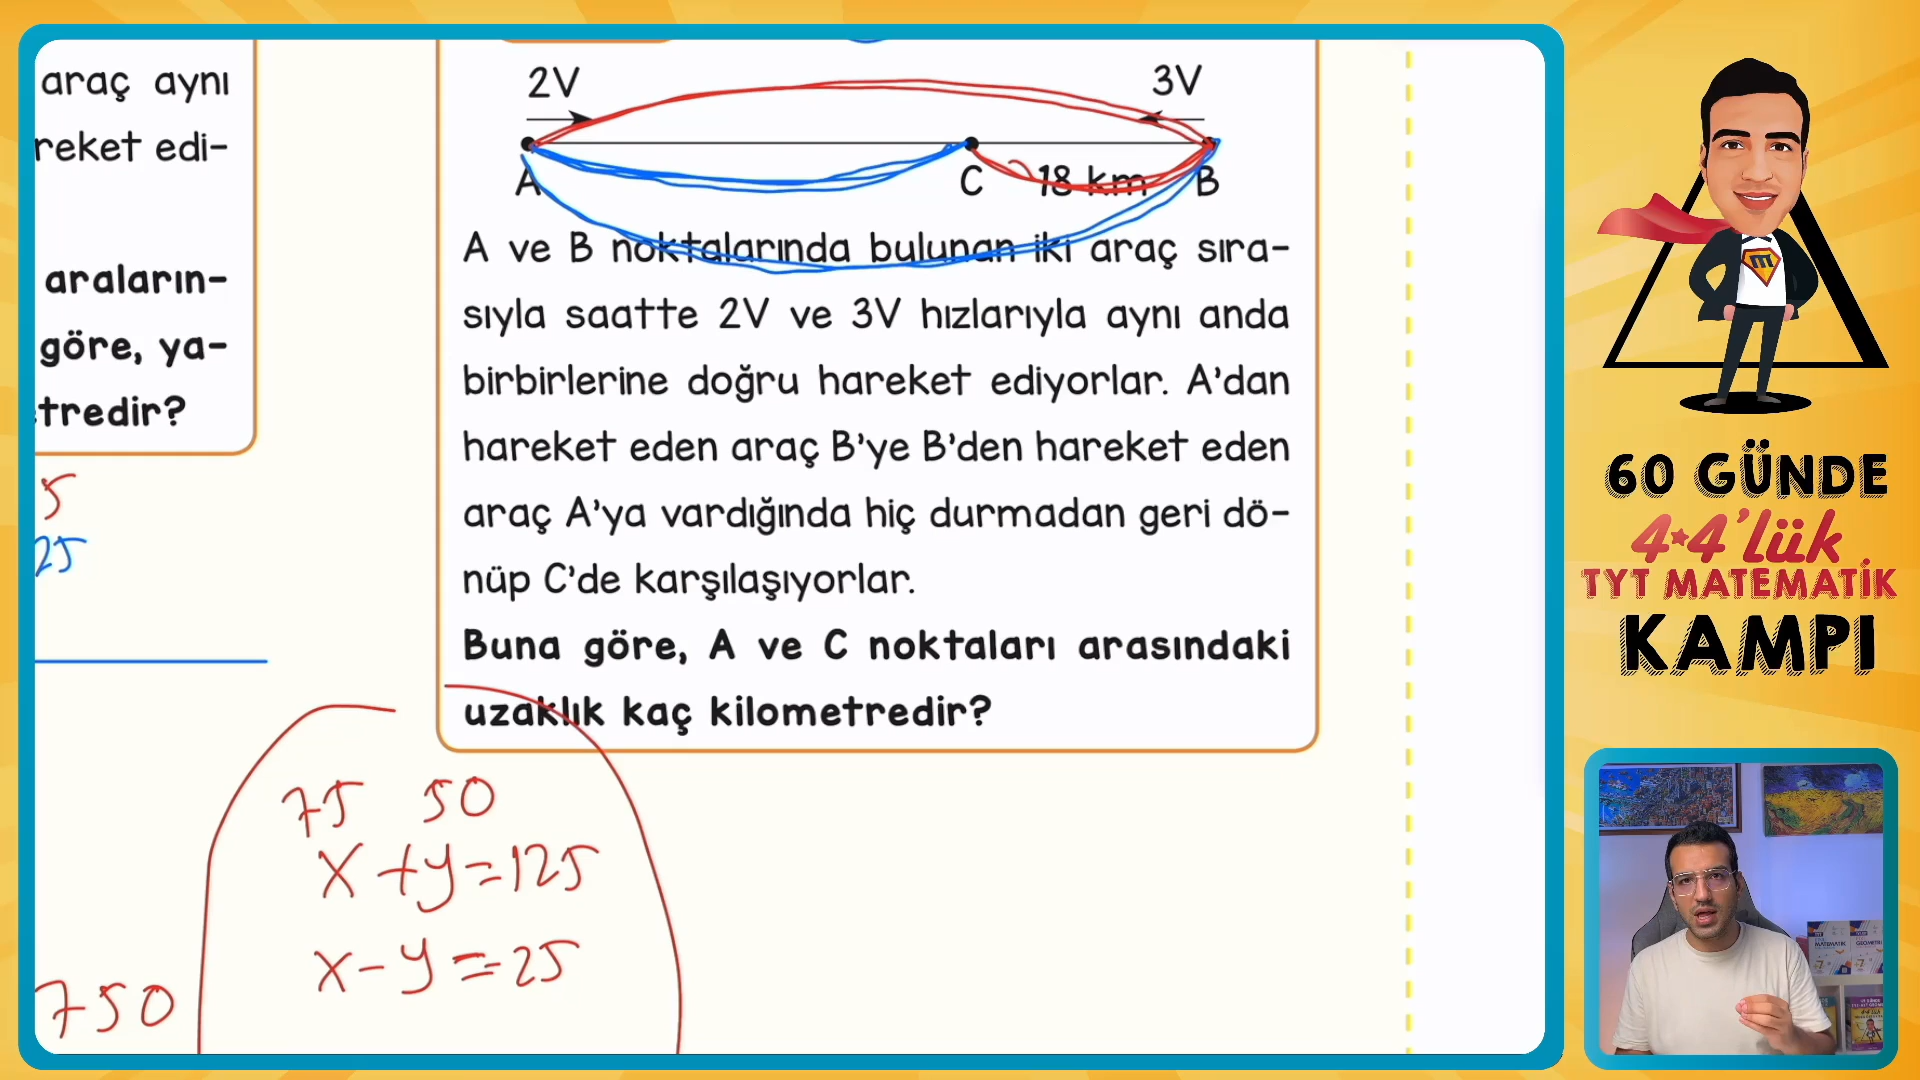 araç aynı
reket edi-
araların-
göre, ya-
tredir?
5
25
750
2V 3V
A C 18 km B
A ve B noktalarında bulunan iki araç sıra-
sıyla saatte 2V ve 3V hızlarıyla aynı anda
birbirlerine doğru hareket ediyorlar. A'dan
hareket eden araç B'ye B'den hareket eden
araç A'ya vardığında hiç durmadan geri dö-
nüp C'de karşılaşıyorlar.
Buna göre, A ve C noktaları arasındaki
uzaklık kaç kilometredir?
75 50
x+y=125
x-y=25
m
60 GÜNDE
4★4'lük
TYT MATEMATİK
KAMPI